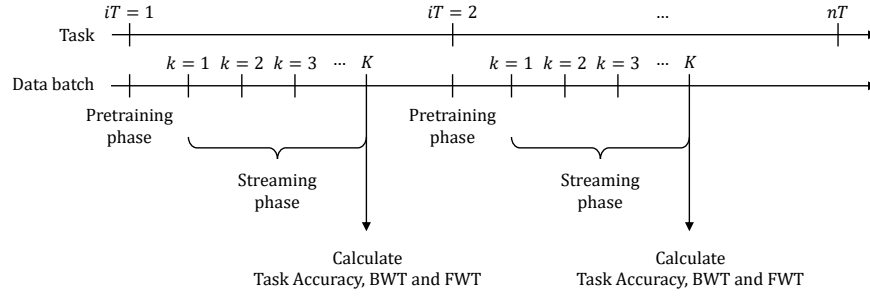 iT = 1 iT = 2 ... nT
Task
k = 1 k = 2 k = 3 ... K k = 1 k = 2 k = 3 ... K
Data batch
Pretraining phase
Pretraining phase
Streaming phase
Streaming phase
Calculate
Task Accuracy, BWT and FWT
Calculate
Task Accuracy, BWT and FWT